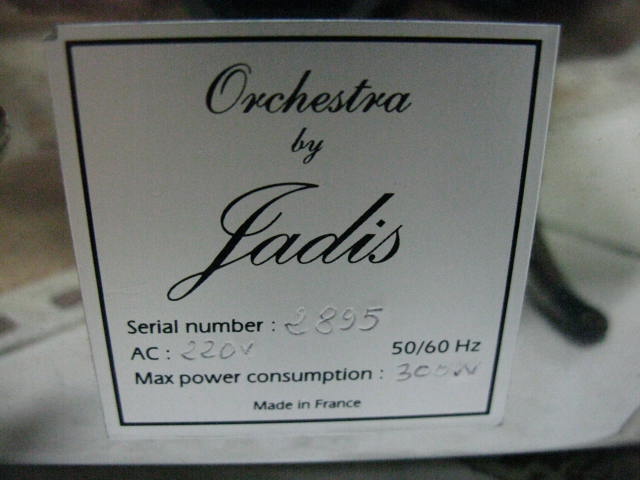 Orchestra
by
Jadis
Serial number : 2895
AC : 220V 50/60 Hz
Max power consumption : 300W
Made in France